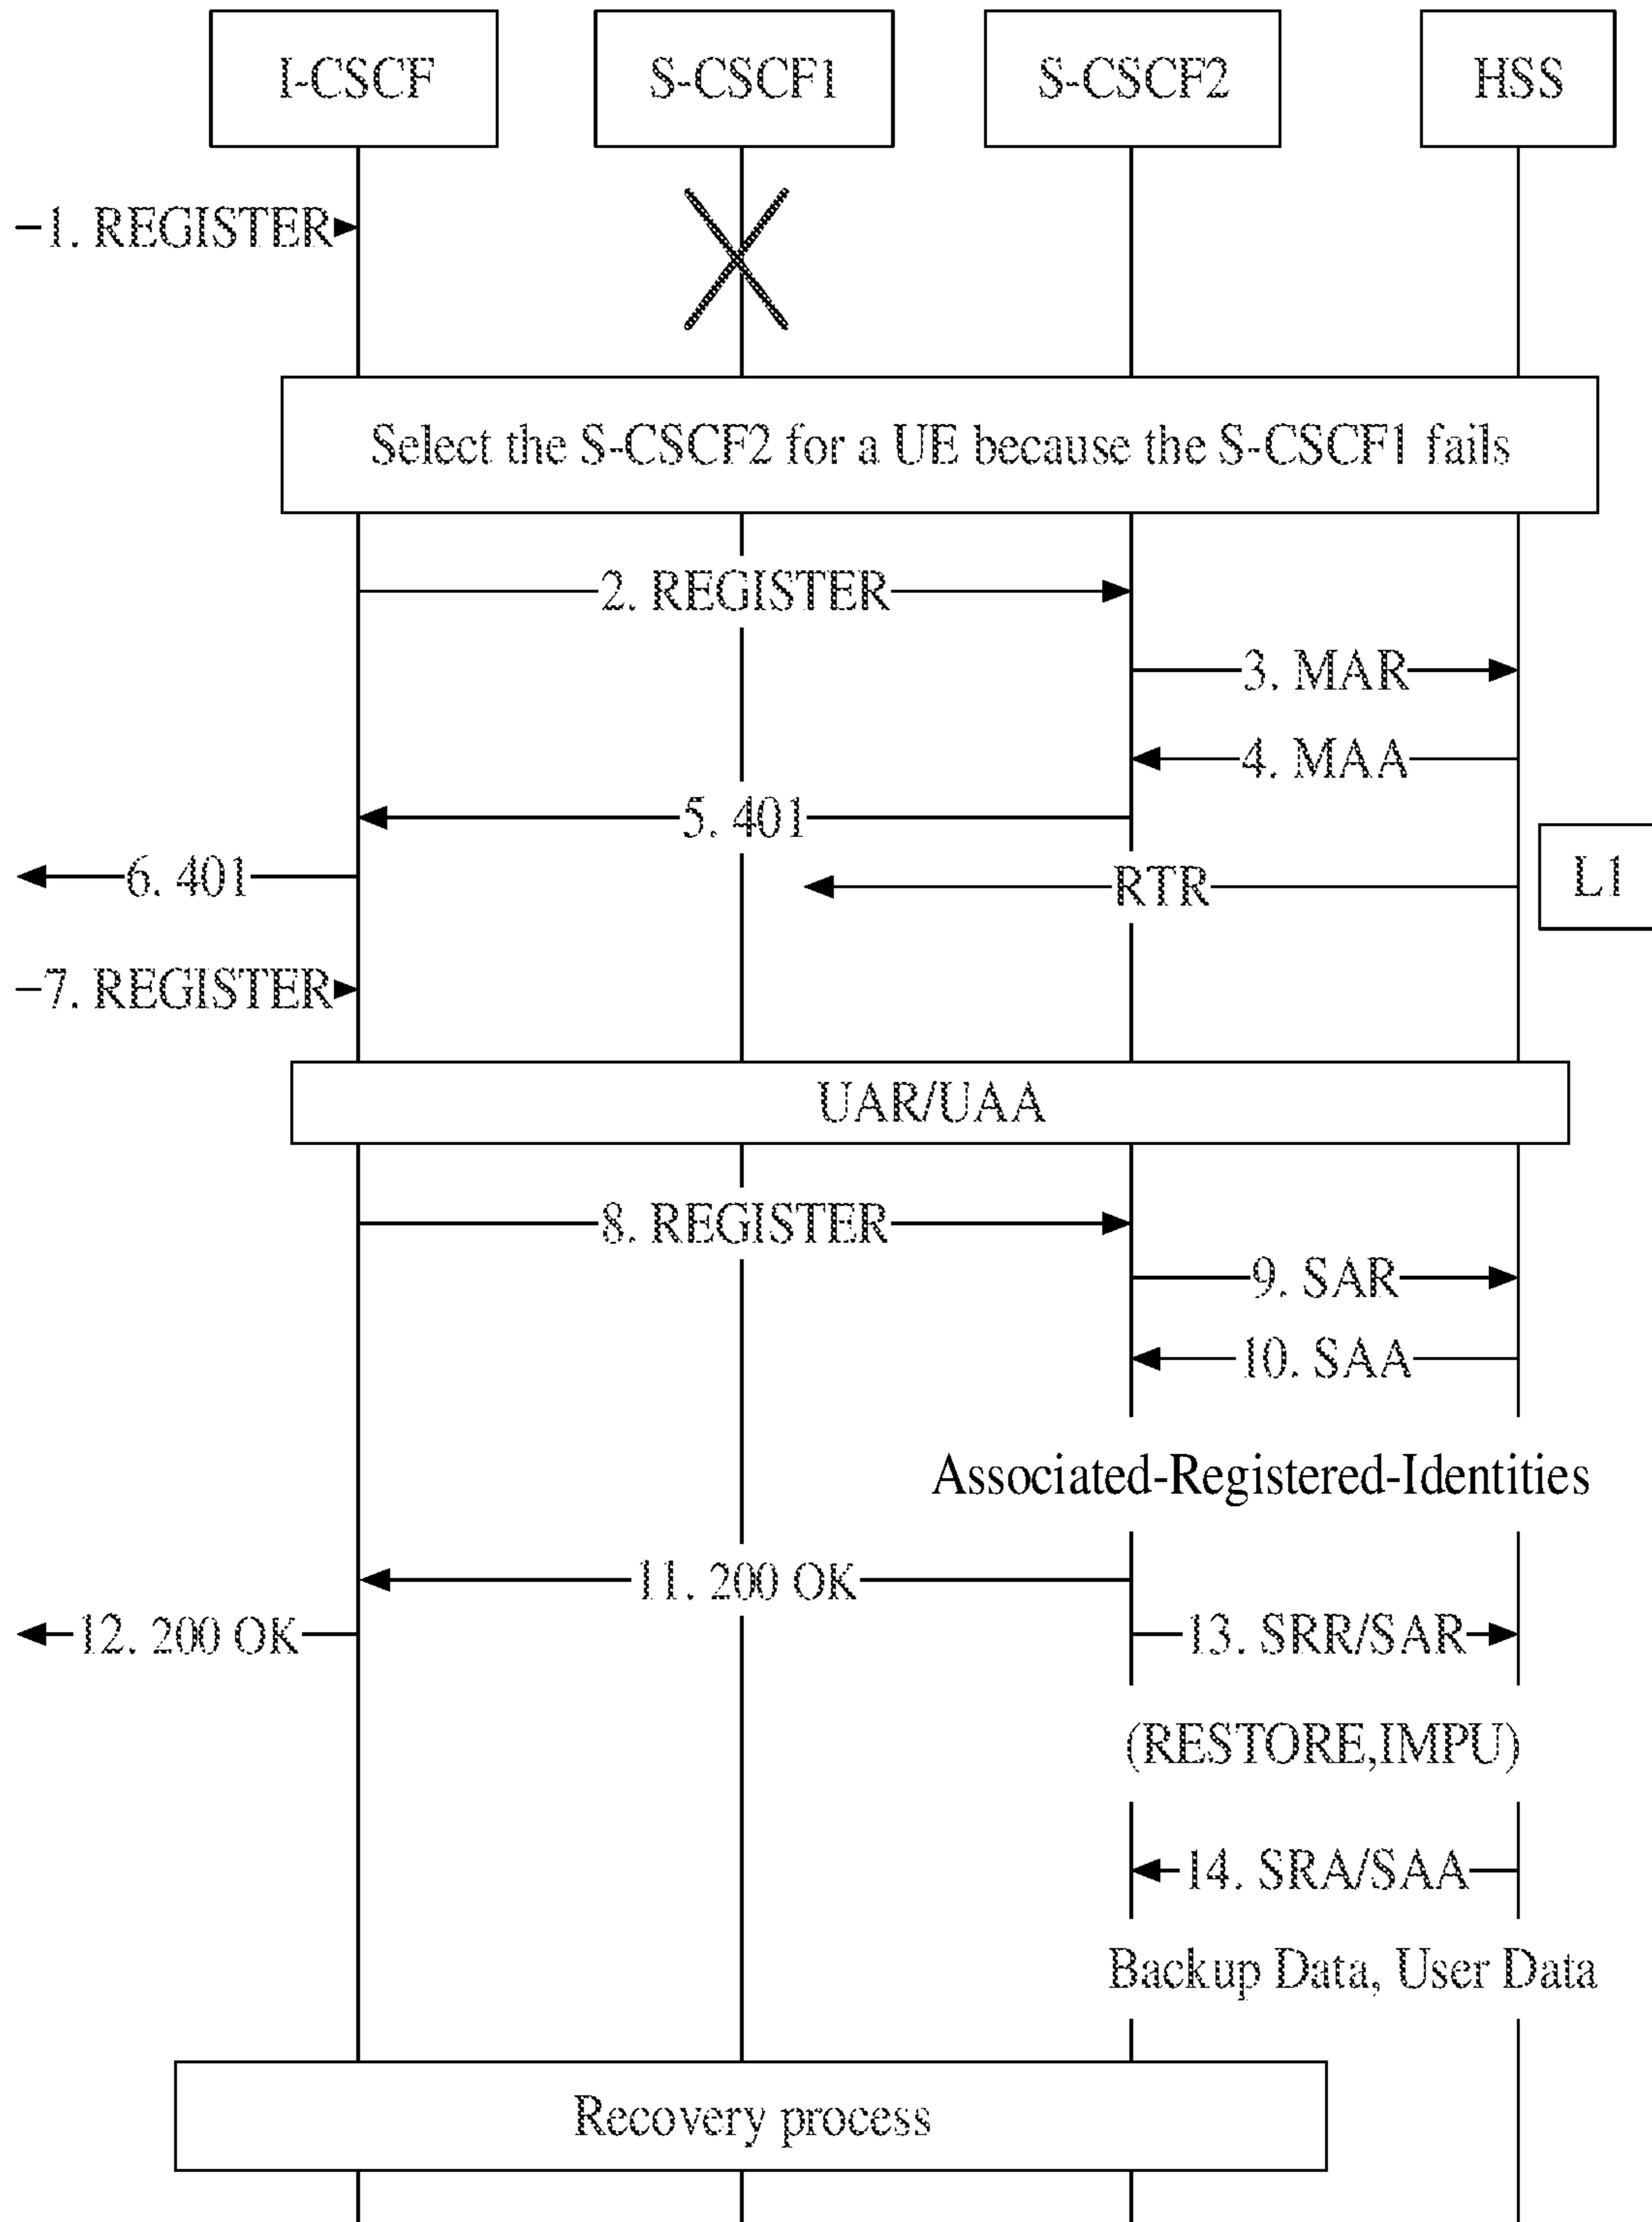 I-CSCF
S-CSCF1
S-CSCF2
HSS
1. REGISTER
Select the S-CSCF2 for a UE because the S-CSCF1 fails
2. REGISTER
3. MAR
4. MAA
5. 401
6. 401
RTR
L1
7. REGISTER
UAR/UAA
8. REGISTER
9. SAR
10. SAA
Associated-Registered-Identities
11. 200 OK
12. 200 OK
13. SRR/SAR
(RESTORE,IMPU)
14. SRA/SAA
Backup Data, User Data
Recovery process